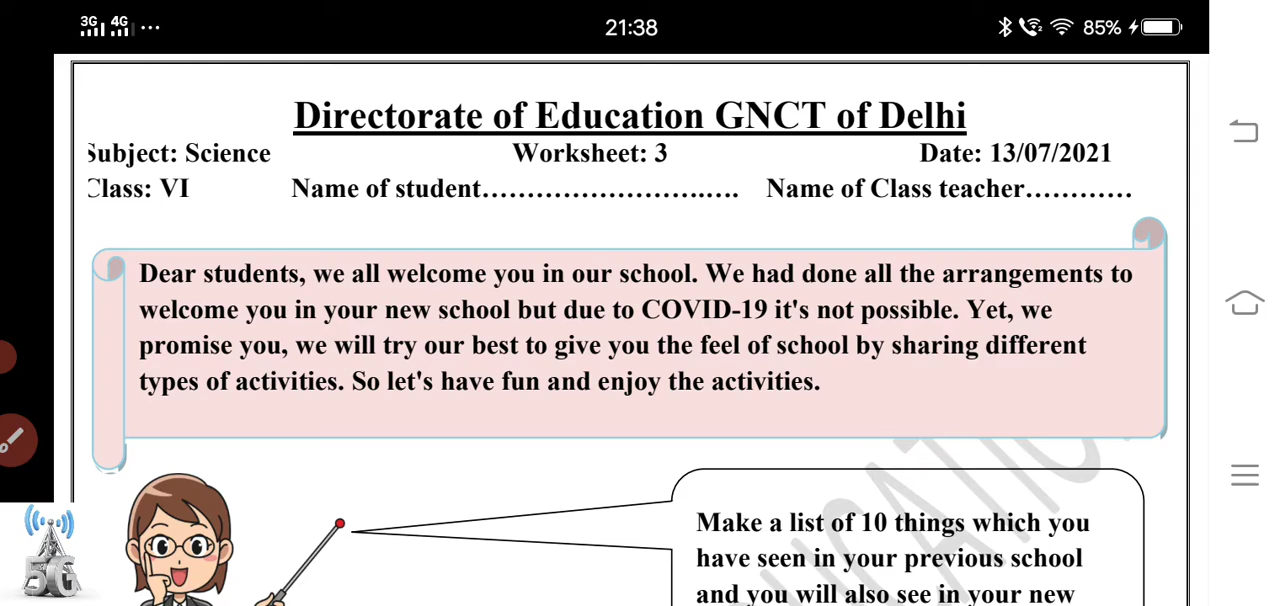 3G 4G ... 21:38 2 85%
Directorate of Education GNCT of Delhi
Subject: Science Worksheet: 3 Date: 13/07/2021
Class: VI Name of student............................... Name of Class teacher............
Dear students, we all welcome you in our school. We had done all the arrangements to
welcome you in your new school but due to COVID-19 it's not possible. Yet, we
promise you, we will try our best to give you the feel of school by sharing different
types of activities. So let's have fun and enjoy the activities.
Make a list of 10 things which you
have seen in your previous school
and you will also see in your new
5G